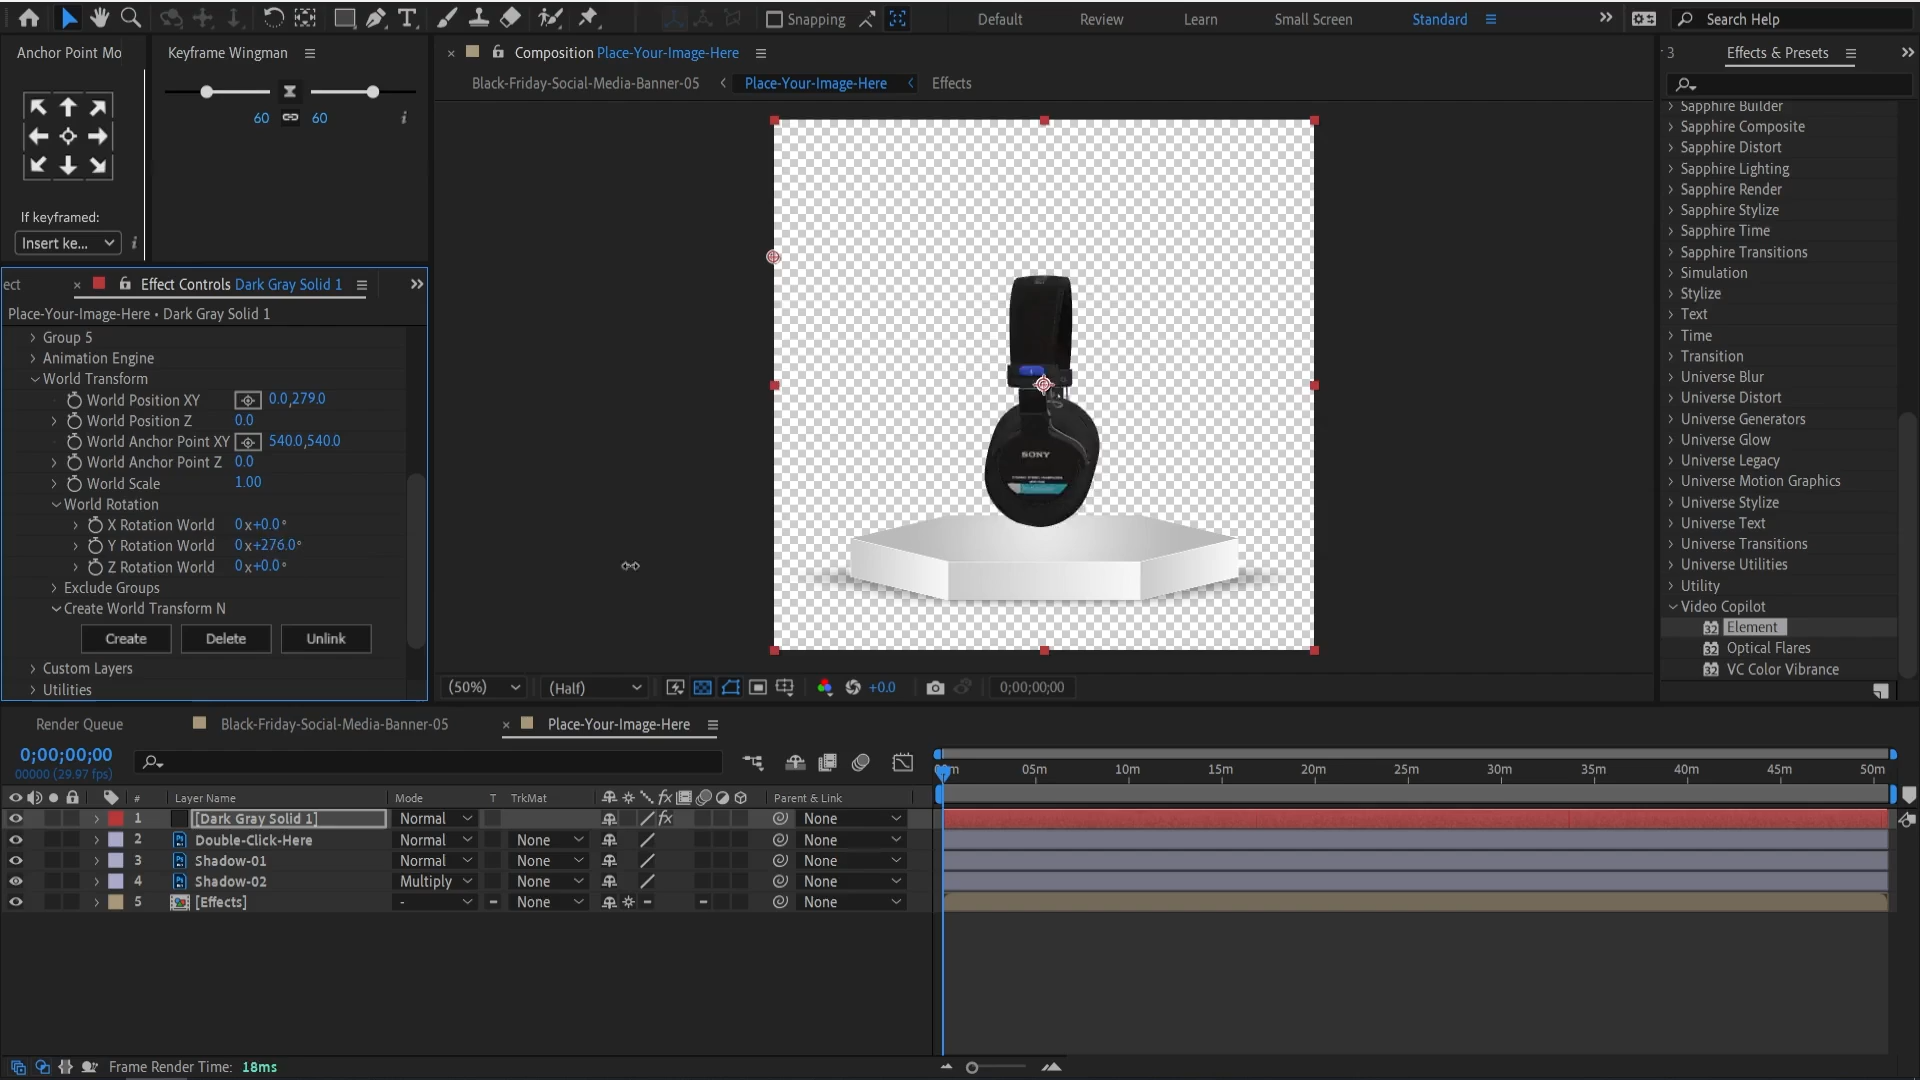 Snapping
Default
Review
Learn
Small Screen
Standard
Search Help
Anchor Point Mo
Keyframe Wingman
Composition Place-Your-Image-Here
3
Effects & Presets
Black-Friday-Social-Media-Banner-05
Place-Your-Image-Here
Effects
60
60
If keyframed:
Insert ke...
ect
Effect Controls Dark Gray Solid 1
Place-Your-Image-Here • Dark Gray Solid 1
Group 5
Animation Engine
World Transform
World Position XY
0.0,279.0
World Position Z
0.0
World Anchor Point XY
540.0,540.0
World Anchor Point Z
0.0
World Scale
1.00
World Rotation
X Rotation World
0x+0.0°
Y Rotation World
0x+276.0°
Z Rotation World
0x+0.0°
Exclude Groups
Create World Transform N
Create
Delete
Unlink
Custom Layers
Utilities
SONY
(50%)
(Half)
+0.0
0;00;00;00
Sapphire Builder
Sapphire Composite
Sapphire Distort
Sapphire Lighting
Sapphire Render
Sapphire Stylize
Sapphire Time
Sapphire Transitions
Simulation
Stylize
Text
Time
Transition
Universe Blur
Universe Distort
Universe Generators
Universe Glow
Universe Legacy
Universe Motion Graphics
Universe Stylize
Universe Text
Universe Transitions
Universe Utilities
Utility
Video Copilot
32 Element
32 Optical Flares
32 VC Color Vibrance
Render Queue
Black-Friday-Social-Media-Banner-05
Place-Your-Image-Here
0;00;00;00
00000 (29.97 fps)
05m
10m
15m
20m
25m
30m
35m
40m
45m
50m
#
Layer Name
Mode
T
TrkMat
fx
Parent & Link
1
[Dark Gray Solid 1]
Normal
fx
None
2
Double-Click-Here
Normal
None
None
3
Shadow-01
Normal
None
None
4
Shadow-02
Multiply
None
None
5
[Effects]
-
None
None
Frame Render Time: 18ms